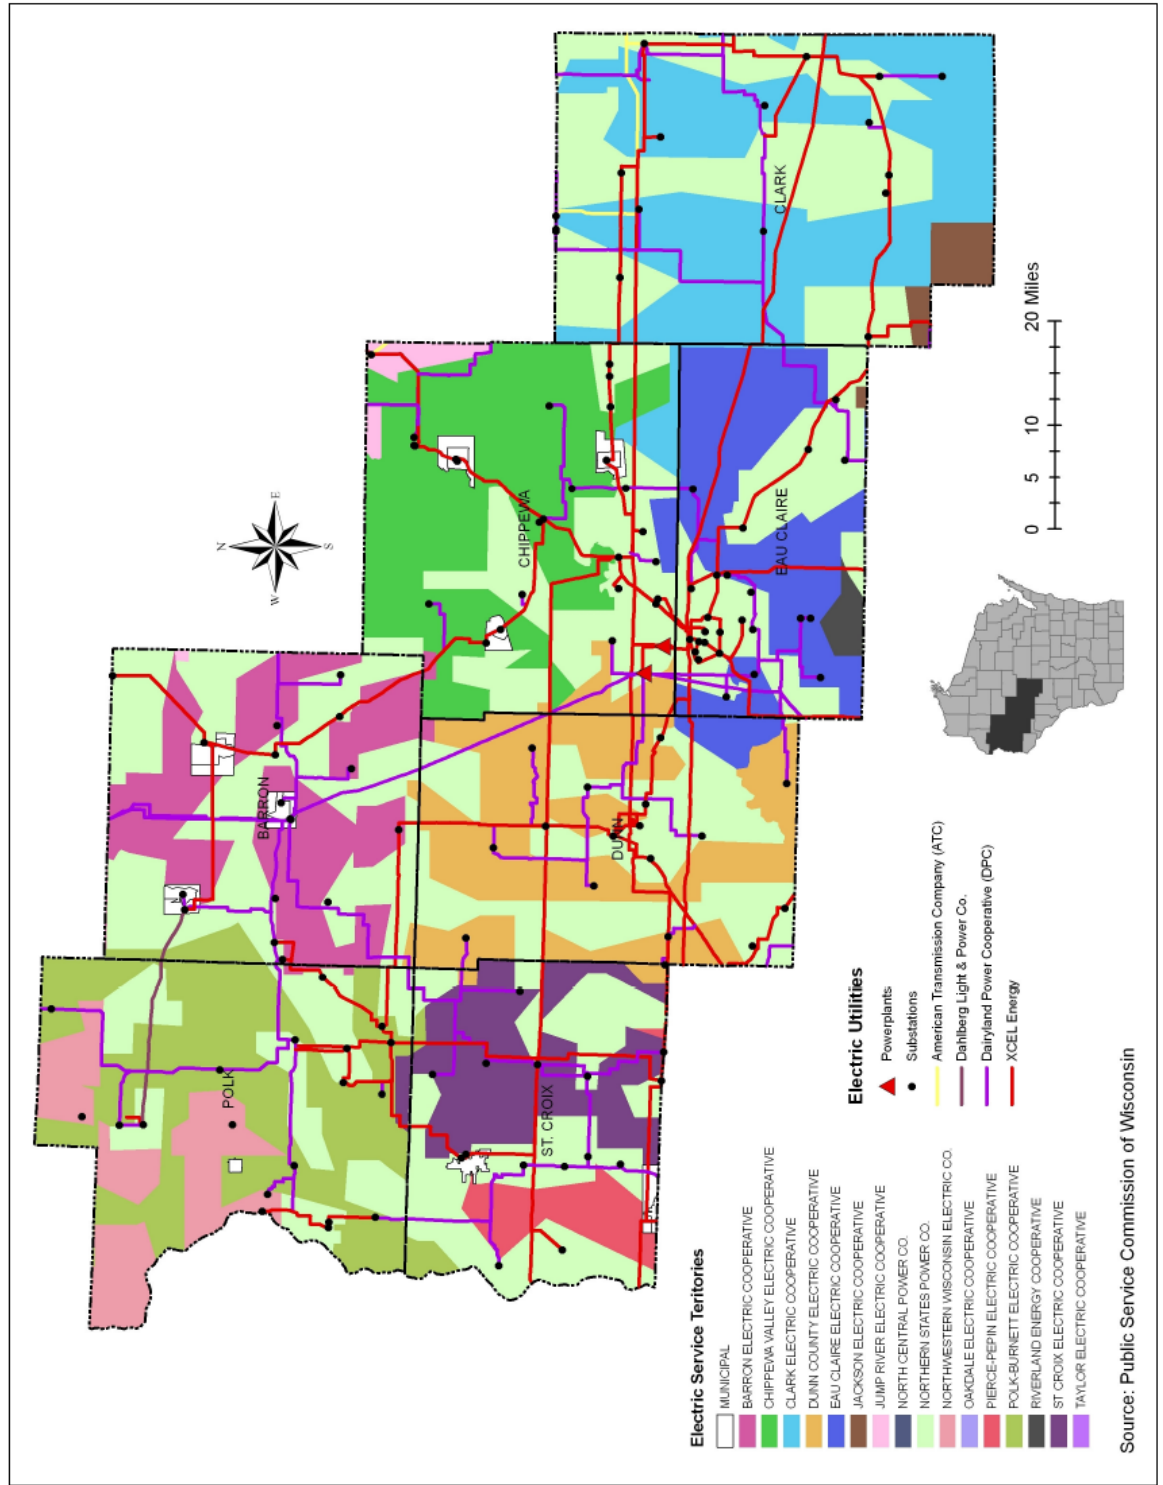 N
W
E
S
POLK
BARRON
ST. CROIX
DUNN
CHIPPEWA
EAU CLAIRE
CLARK
0
5
10
20 Miles
Electric Service Teritories
MUNICIPAL
BARRON ELECTRIC COOPERATIVE
CHIPPEWA VALLEY ELECTRIC COOPERATIVE
CLARK ELECTRIC COOPERATIVE
DUNN COUNTY ELECTRIC COOPERATIVE
EAU CLAIRE ELECTRIC COOPERATIVE
JACKSON ELECTRIC COOPERATIVE
JUMP RIVER ELECTRIC COOPERATIVE
NORTH CENTRAL POWER CO.
NORTHERN STATES POWER CO.
NORTHWESTERN WISCONSIN ELECTRIC CO.
OAKDALE ELECTRIC COOPERATIVE
PIERCE-PEPIN ELECTRIC COOPERATIVE
POLK-BURNETT ELECTRIC COOPERATIVE
RIVERLAND ENERGY COOPERATIVE
ST CROIX ELECTRIC COOPERATIVE
TAYLOR ELECTRIC COOPERATIVE
Electric Utilities
Powerplants
Substations
American Transmission Company (ATC)
Dahlberg Light & Power Co.
Dairyland Power Cooperative (DPC)
XCEL Energy
Source: Public Service Commission of Wisconsin